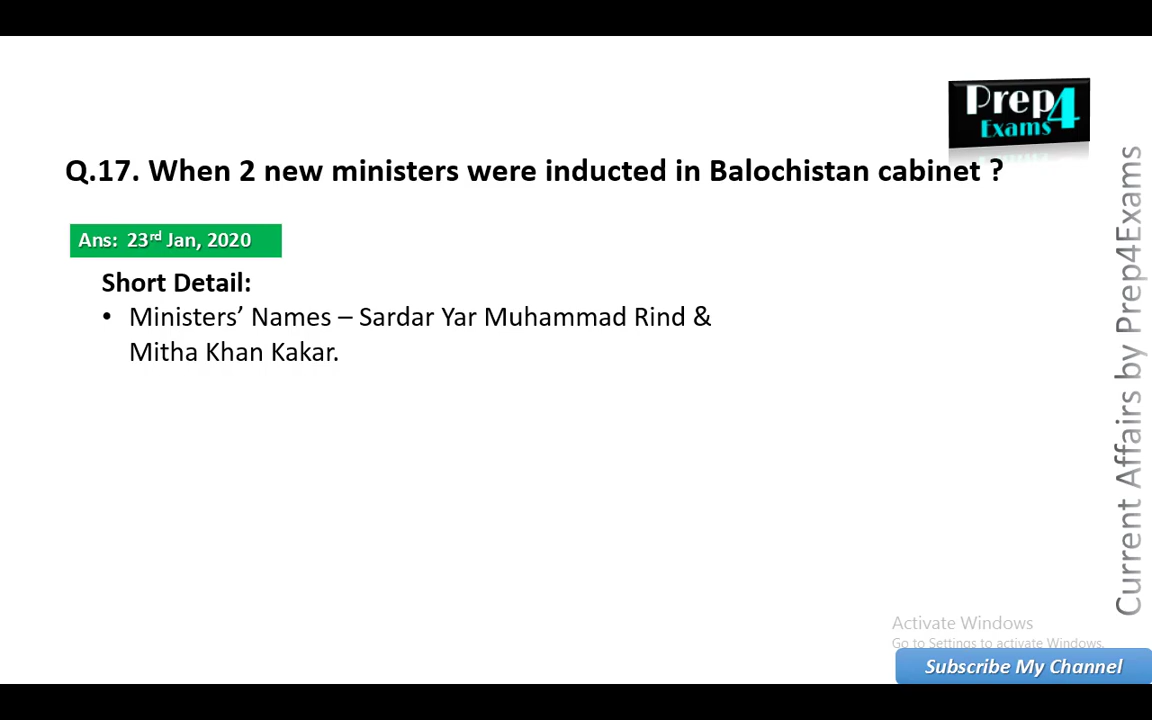 Prep4
Exams
Q.17. When 2 new ministers were inducted in Balochistan cabinet ?
Ans: 23rd Jan, 2020
Short Detail:
• Ministers’ Names – Sardar Yar Muhammad Rind &
Mitha Khan Kakar.
Current Affairs by Prep4Exams
Activate Windows
Go to Settings to activate Windows.
Subscribe My Channel